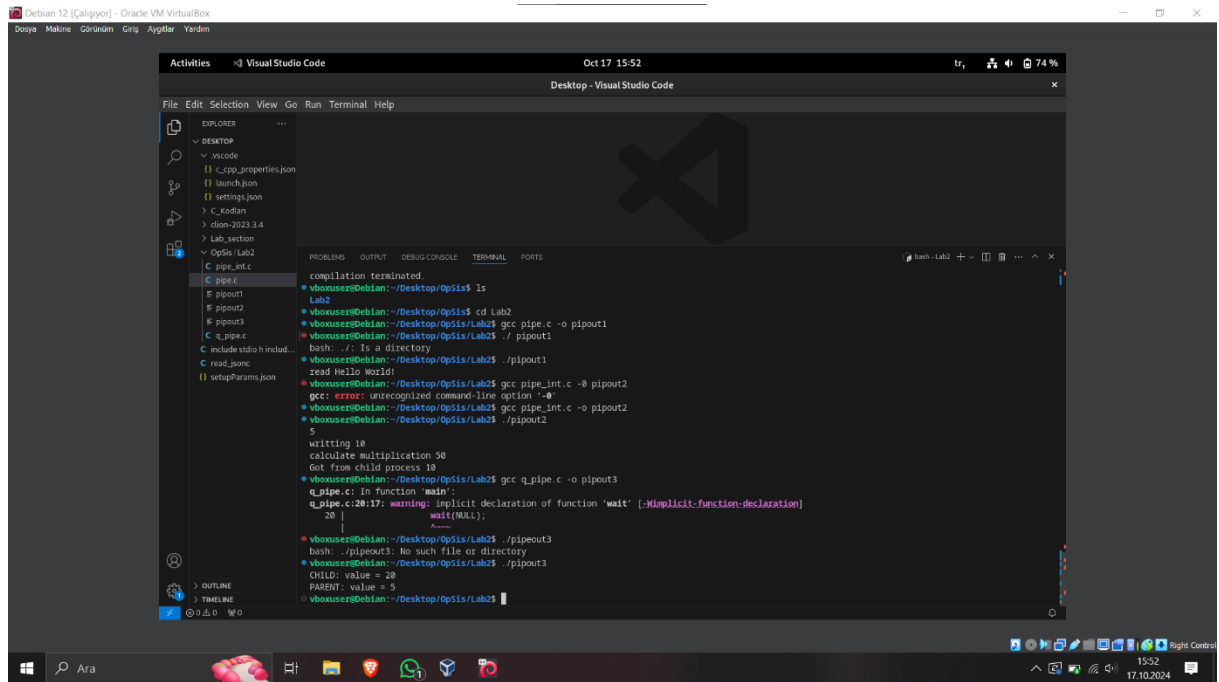 Debian 12 [Çalışıyor] - Oracle VM VirtualBox
Dosya Makine Görünüm Giriş Aygıtlar Yardım
Activities Visual Studio Code Oct 17 15:52 tr, 74 %
Desktop - Visual Studio Code
File Edit Selection View Go Run Terminal Help
EXPLORER
DESKTOP
.vscode
{} c_cpp_properties.json
{} launch.json
{} settings.json
C_Kodları
clion-2023.3.4
Lab_section
OpSis / Lab2
C pipe_int.c
C pipe.c
pipout1
pipout2
pipout3
C q_pipe.c
C include stdio h includ...
C read_jsonc
{} setupParams.json
OUTLINE
TIMELINE
2
1
PROBLEMS OUTPUT DEBUG CONSOLE TERMINAL PORTS bash - Lab2
compilation terminated.
vboxuser@Debian:~/Desktop/OpSis$ ls
Lab2
vboxuser@Debian:~/Desktop/OpSis$ cd Lab2
vboxuser@Debian:~/Desktop/OpSis/Lab2$ gcc pipe.c -o pipout1
vboxuser@Debian:~/Desktop/OpSis/Lab2$ ./ pipout1
bash: ./: Is a directory
vboxuser@Debian:~/Desktop/OpSis/Lab2$ ./pipout1
read Hello World!
vboxuser@Debian:~/Desktop/OpSis/Lab2$ gcc pipe_int.c -0 pipout2
gcc: error: unrecognized command-line option '-0'
vboxuser@Debian:~/Desktop/OpSis/Lab2$ gcc pipe_int.c -o pipout2
vboxuser@Debian:~/Desktop/OpSis/Lab2$ ./pipout2
5
writting 10
calculate multiplication 50
Got from child process 10
vboxuser@Debian:~/Desktop/OpSis/Lab2$ gcc q_pipe.c -o pipout3
q_pipe.c: In function 'main':
q_pipe.c:20:17: warning: implicit declaration of function 'wait' [-Wimplicit-function-declaration]
20 | wait(NULL);
| ^~~~
vboxuser@Debian:~/Desktop/OpSis/Lab2$ ./pipeout3
bash: ./pipeout3: No such file or directory
vboxuser@Debian:~/Desktop/OpSis/Lab2$ ./pipout3
CHILD: value = 20
PARENT: value = 5
vboxuser@Debian:~/Desktop/OpSis/Lab2$
0 0 0
Right Control
Ara
15:52
17.10.2024